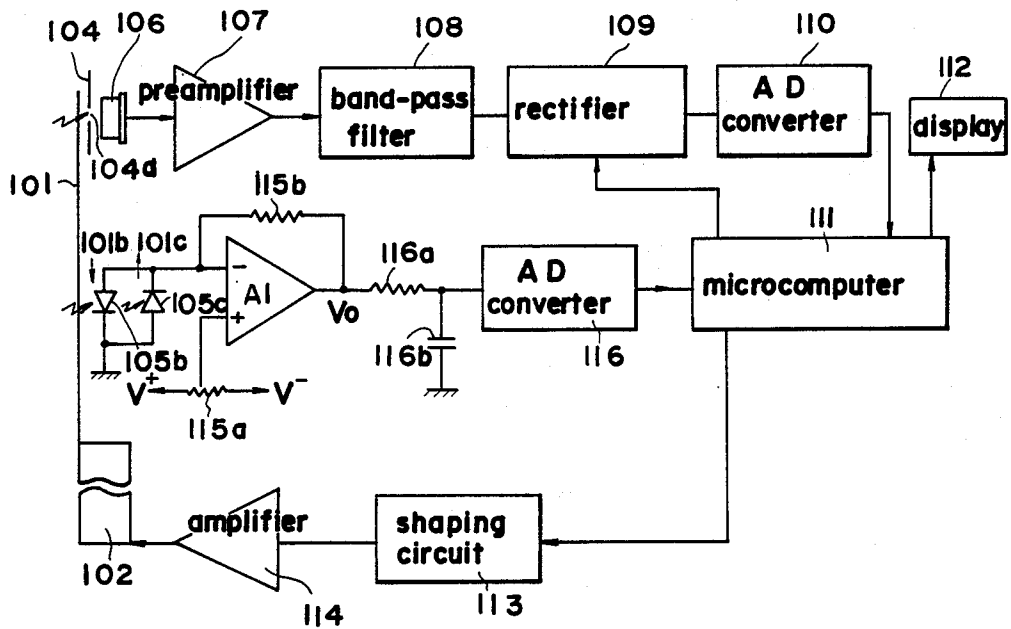 104 106 107 108 109 110
112
preamplifier
band-pass
filter
rectifier
A D
converter
display
104a
101
115b
111
101b 101c
116a
A D
converter
microcomputer
A1
105c
Vo
105b
116b
116
V+ V-
115a
amplifier
shaping
circuit
102
114
113